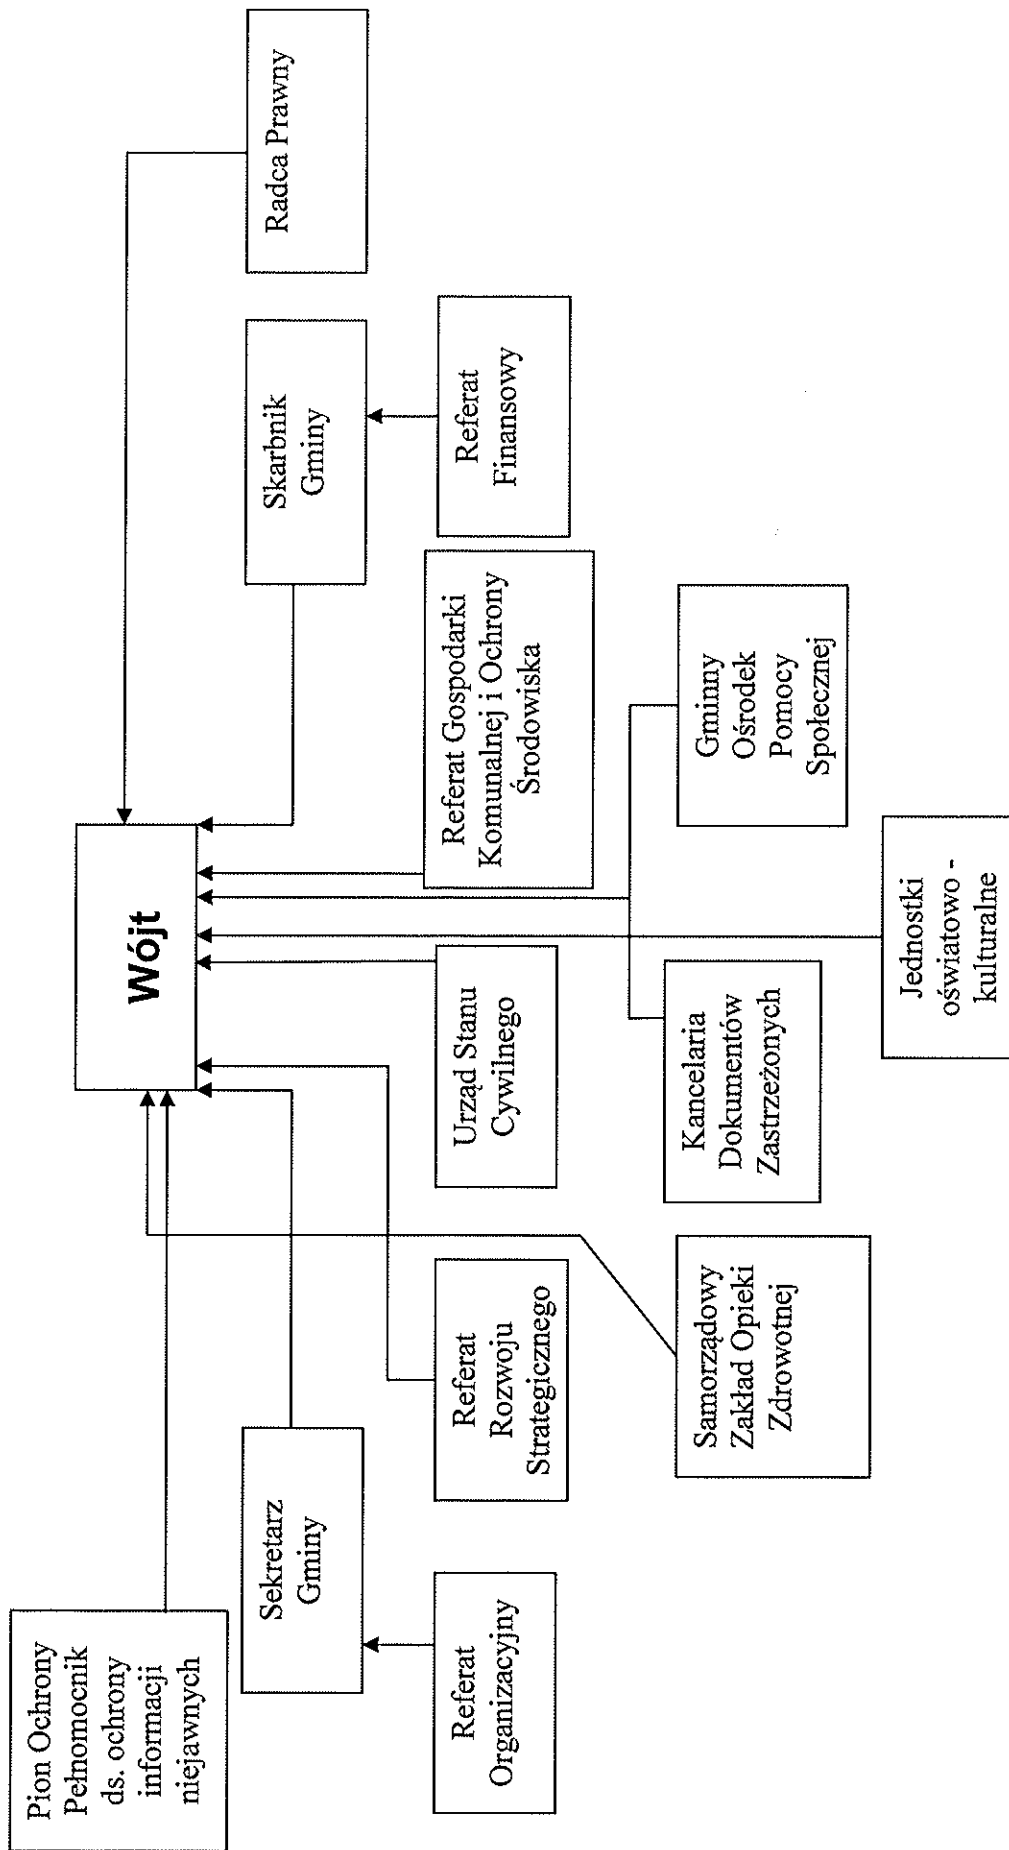 Pion Ochrony
Pełnomocnik
ds. ochrony
informacji
niejawnych
Wójt
Radca Prawny
Sekretarz
Gminy
Skarbnik
Gminy
Referat
Organizacyjny
Referat
Rozwoju
Strategicznego
Urząd Stanu
Cywilnego
Referat Gospodarki
Komunalnej i Ochrony
Środowiska
Referat
Finansowy
Samorządowy
Zakład Opieki
Zdrowotnej
Kancelaria
Dokumentów
Zastrzeżonych
Gminny
Ośrodek
Pomocy
Społecznej
Jednostki
oświatowo -
kulturalne